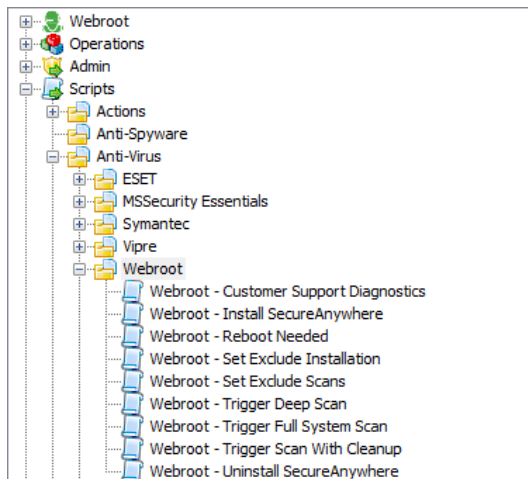 Webroot
Operations
Admin
Scripts
Actions
Anti-Spyware
Anti-Virus
ESET
MSSecurity Essentials
Symantec
Vipre
Webroot
Webroot - Customer Support Diagnostics
Webroot - Install SecureAnywhere
Webroot - Reboot Needed
Webroot - Set Exclude Installation
Webroot - Set Exclude Scans
Webroot - Trigger Deep Scan
Webroot - Trigger Full System Scan
Webroot - Trigger Scan With Cleanup
Webroot - Uninstall SecureAnywhere